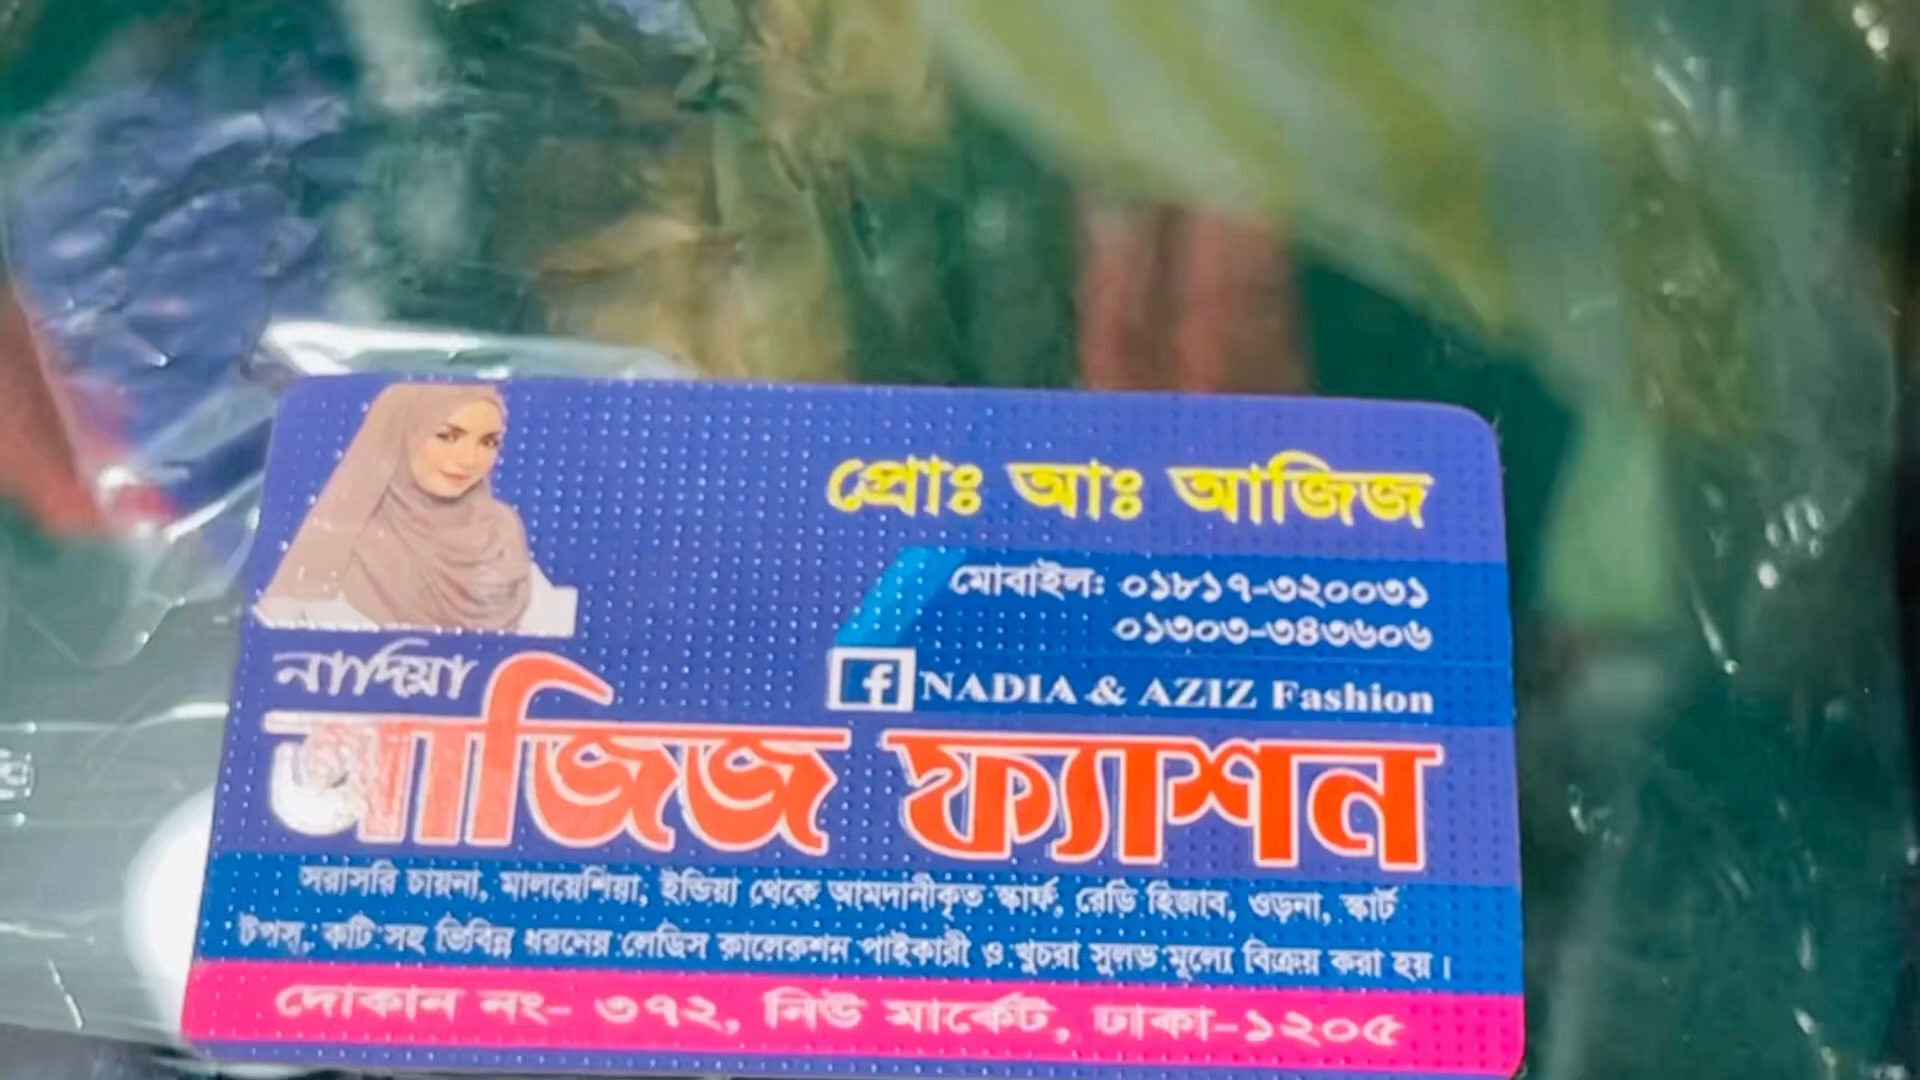 প্রোঃ আঃ আজিজ
মোবাইলঃ ০১৮১৭-৩২০০৩১
০১৩০৩-৩৪৩৬০৬
f NADIA & AZIZ Fashion
নাদিয়া
আজিজ ফ্যাশন
সরাসরি চায়না, মালয়েশিয়া, ইন্ডিয়া থেকে আমদানীকৃত স্কার্ফ, রেডি হিজাব, ওড়না, স্কার্ট
টপস্, কটি সহ বিভিন্ন ধরনের লেডিস কালেকশন পাইকারী ও খুচরা সুলভ মূল্যে বিক্রয় করা হয়।
দোকান নং- ৩৭২, নিউ মার্কেট, ঢাকা-১২০৫